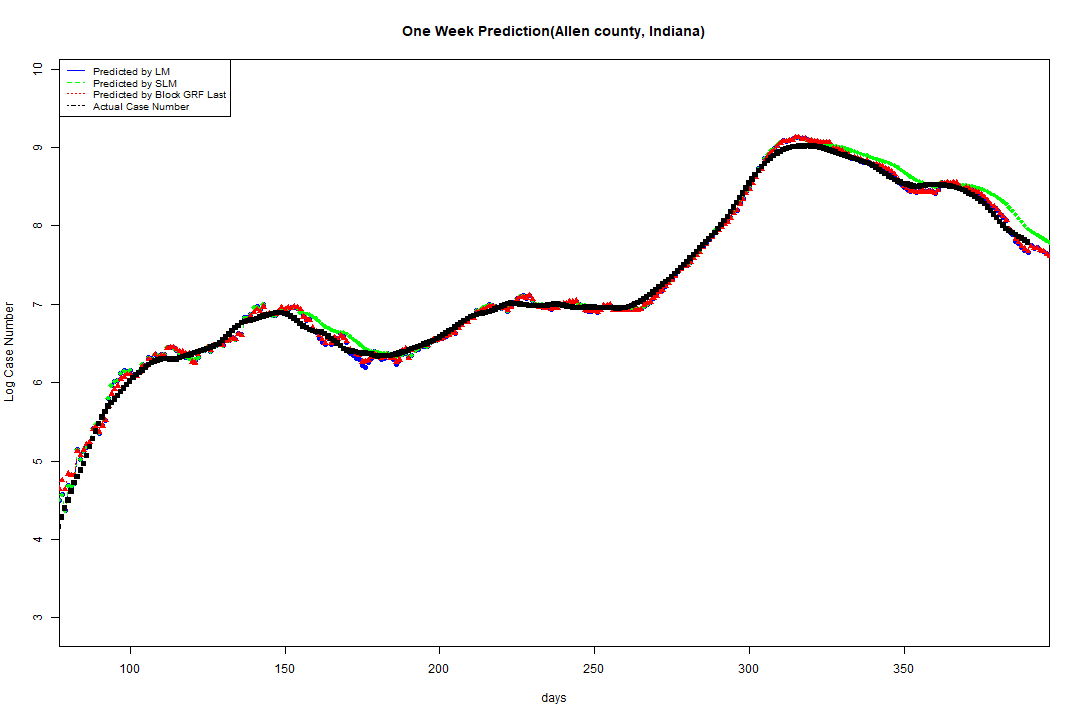 One Week Prediction(Allen county, Indiana)
Predicted by LM
Predicted by SLM
Predicted by Block GRF Last
Actual Case Number
10
9
8
7
6
5
4
3
Log Case Number
100 150 200 250 300 350
days